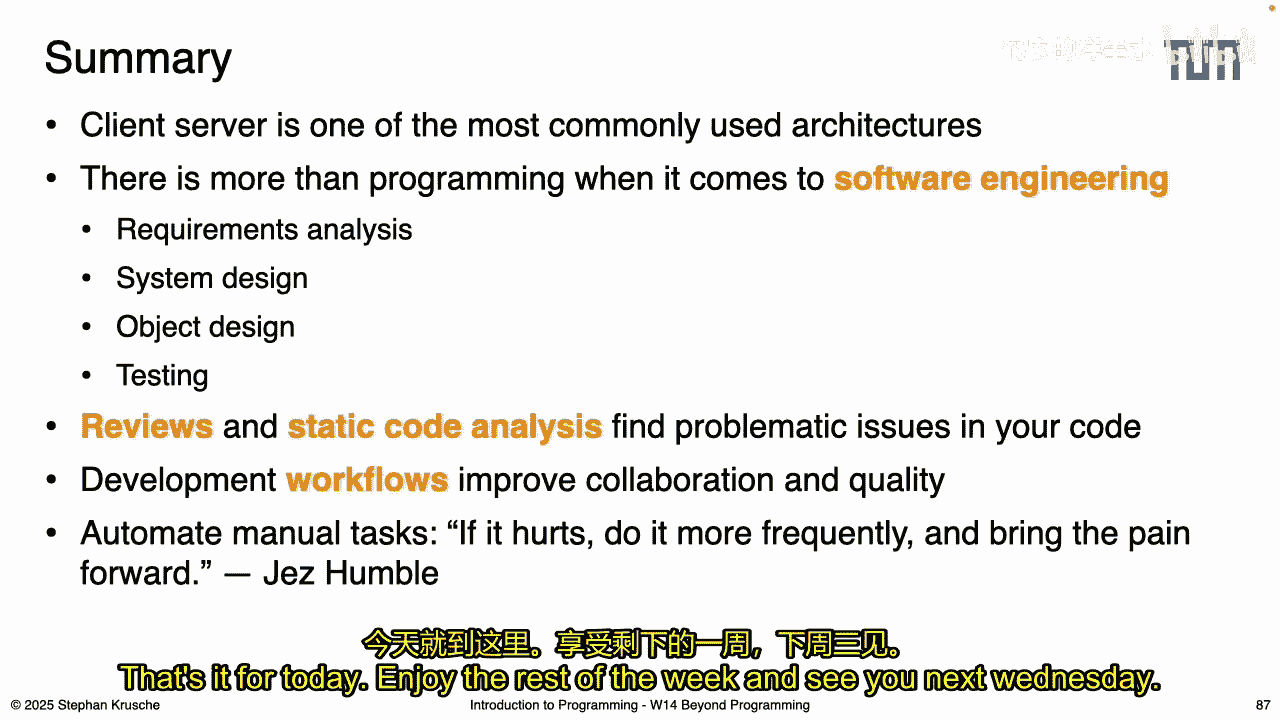 Summary
• Client server is one of the most commonly used architectures
• There is more than programming when it comes to software engineering
• Requirements analysis
• System design
• Object design
• Testing
• Reviews and static code analysis find problematic issues in your code
• Development workflows improve collaboration and quality
• Automate manual tasks: “If it hurts, do it more frequently, and bring the pain
forward.” — Jez Humble
今天就到这里。享受剩下的一周，下周三见。
That's it for today. Enjoy the rest of the week and see you next wednesday.
© 2025 Stephan Krusche
Introduction to Programming - W14 Beyond Programming
87